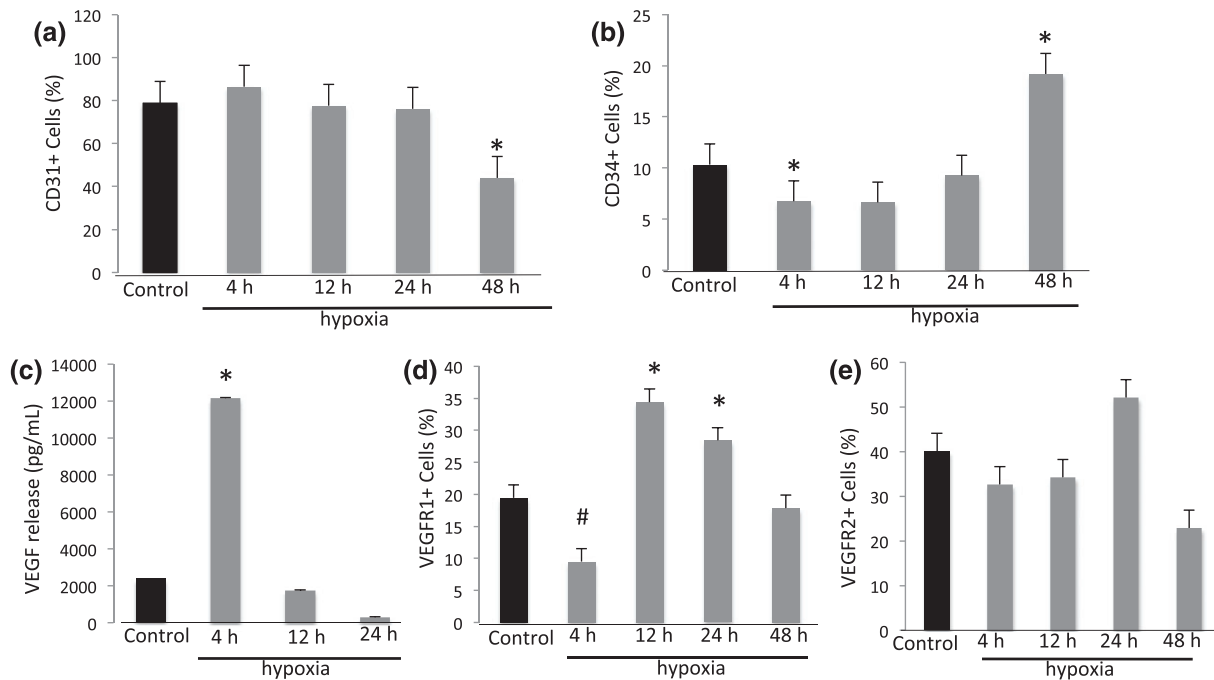 (a)
CD31+ Cells (%)
120
100
80
60
40
20
0
*
Control
4 h
12 h
24 h
48 h
hypoxia
(b)
CD34+ Cells (%)
25
20
15
10
5
0
*
*
Control
4 h
12 h
24 h
48 h
hypoxia
(c)
VEGF release (pg/mL)
14000
12000
10000
8000
6000
4000
2000
0
*
Control
4 h
12 h
24 h
hypoxia
(d)
VEGFR1+ Cells (%)
40
35
30
25
20
15
10
5
0
#
*
*
Control
4 h
12 h
24 h
48 h
hypoxia
(e)
VEGFR2+ Cells (%)
60
50
40
30
20
10
0
Control
4 h
12 h
24 h
48 h
hypoxia